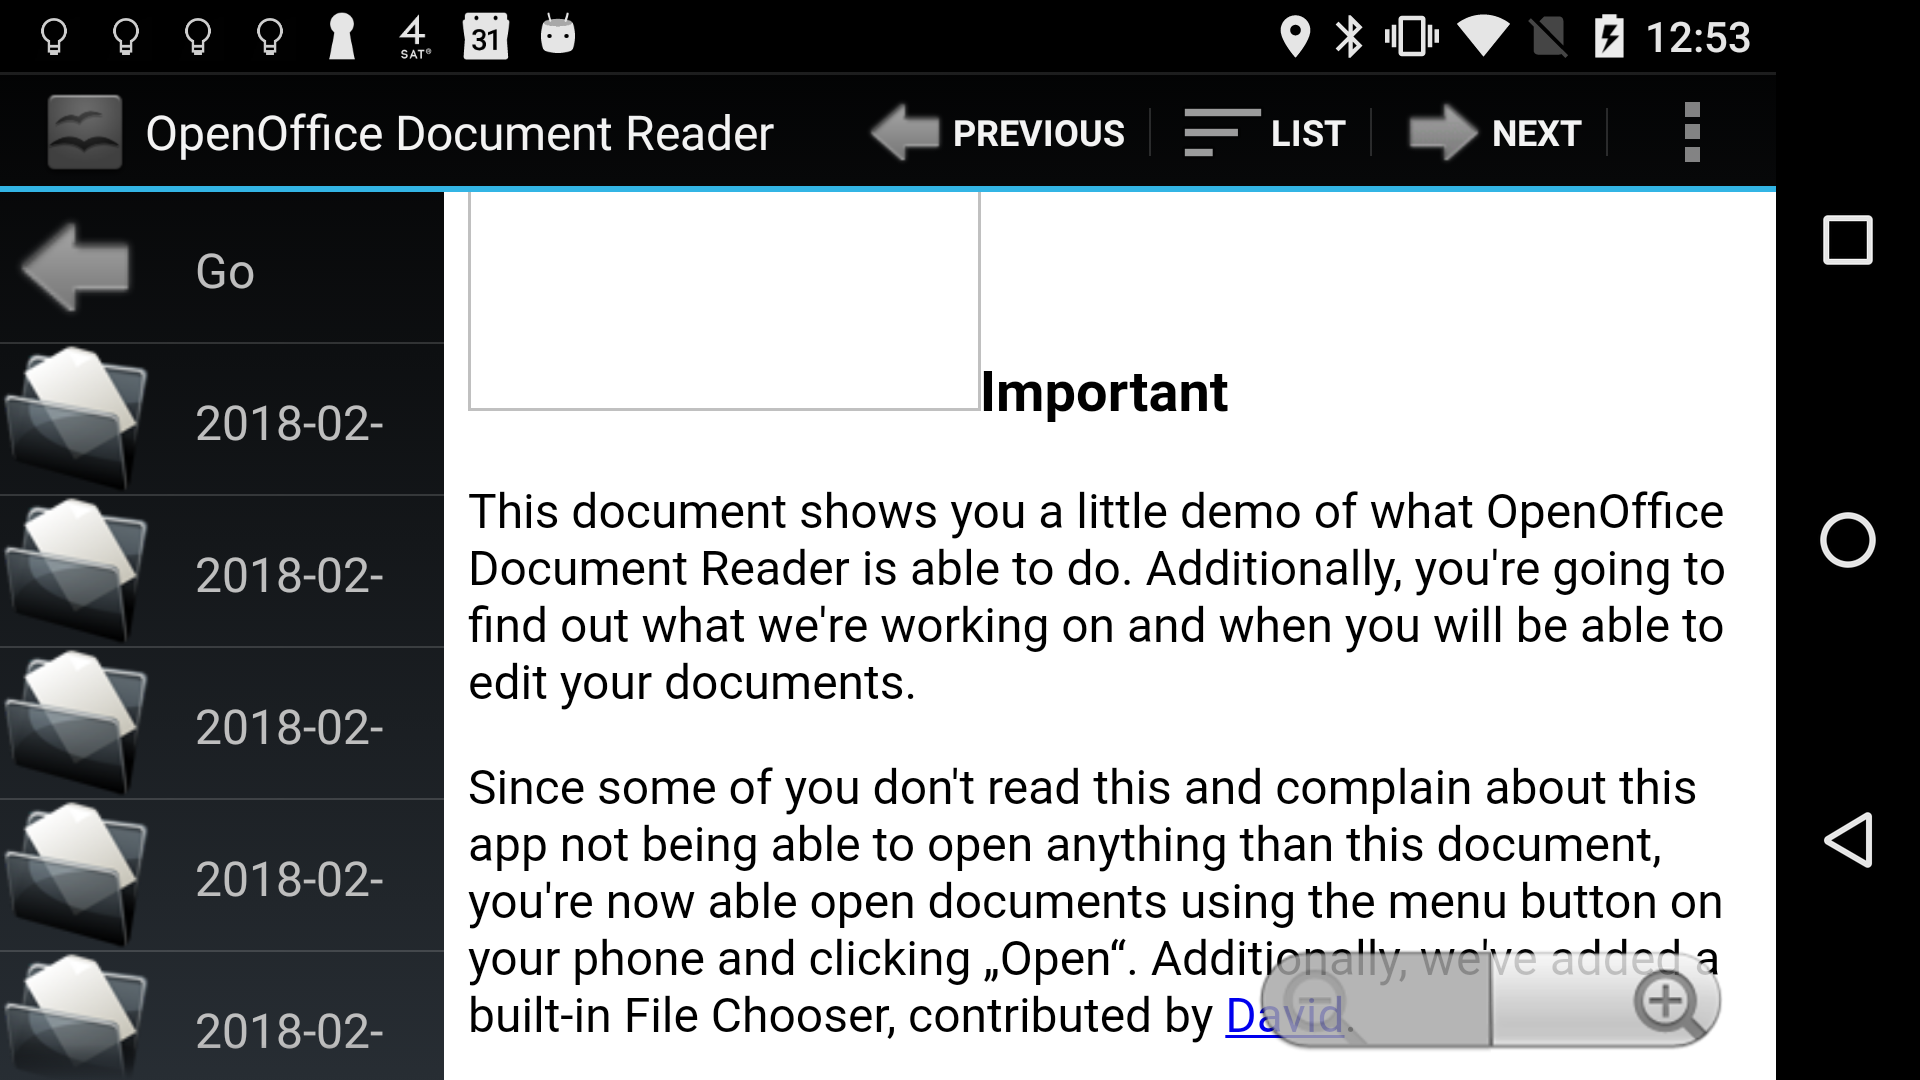 4
SAT®
31
12:53
OpenOffice Document Reader
PREVIOUS
LIST
NEXT
Go
2018-02-
2018-02-
2018-02-
2018-02-
2018-02-
Important
This document shows you a little demo of what OpenOffice
Document Reader is able to do. Additionally, you're going to
find out what we're working on and when you will be able to
edit your documents.
Since some of you don't read this and complain about this
app not being able to open anything than this document,
you're now able open documents using the menu button on
your phone and clicking „Open“. Additionally, we've added a
built-in File Chooser, contributed by David.